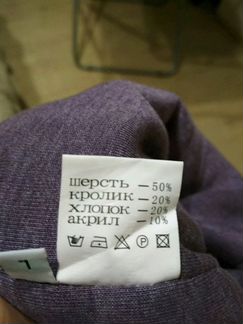 шерсть – 50%
кролик – 20%
хлопок – 20%
акрил – 10%
P
L